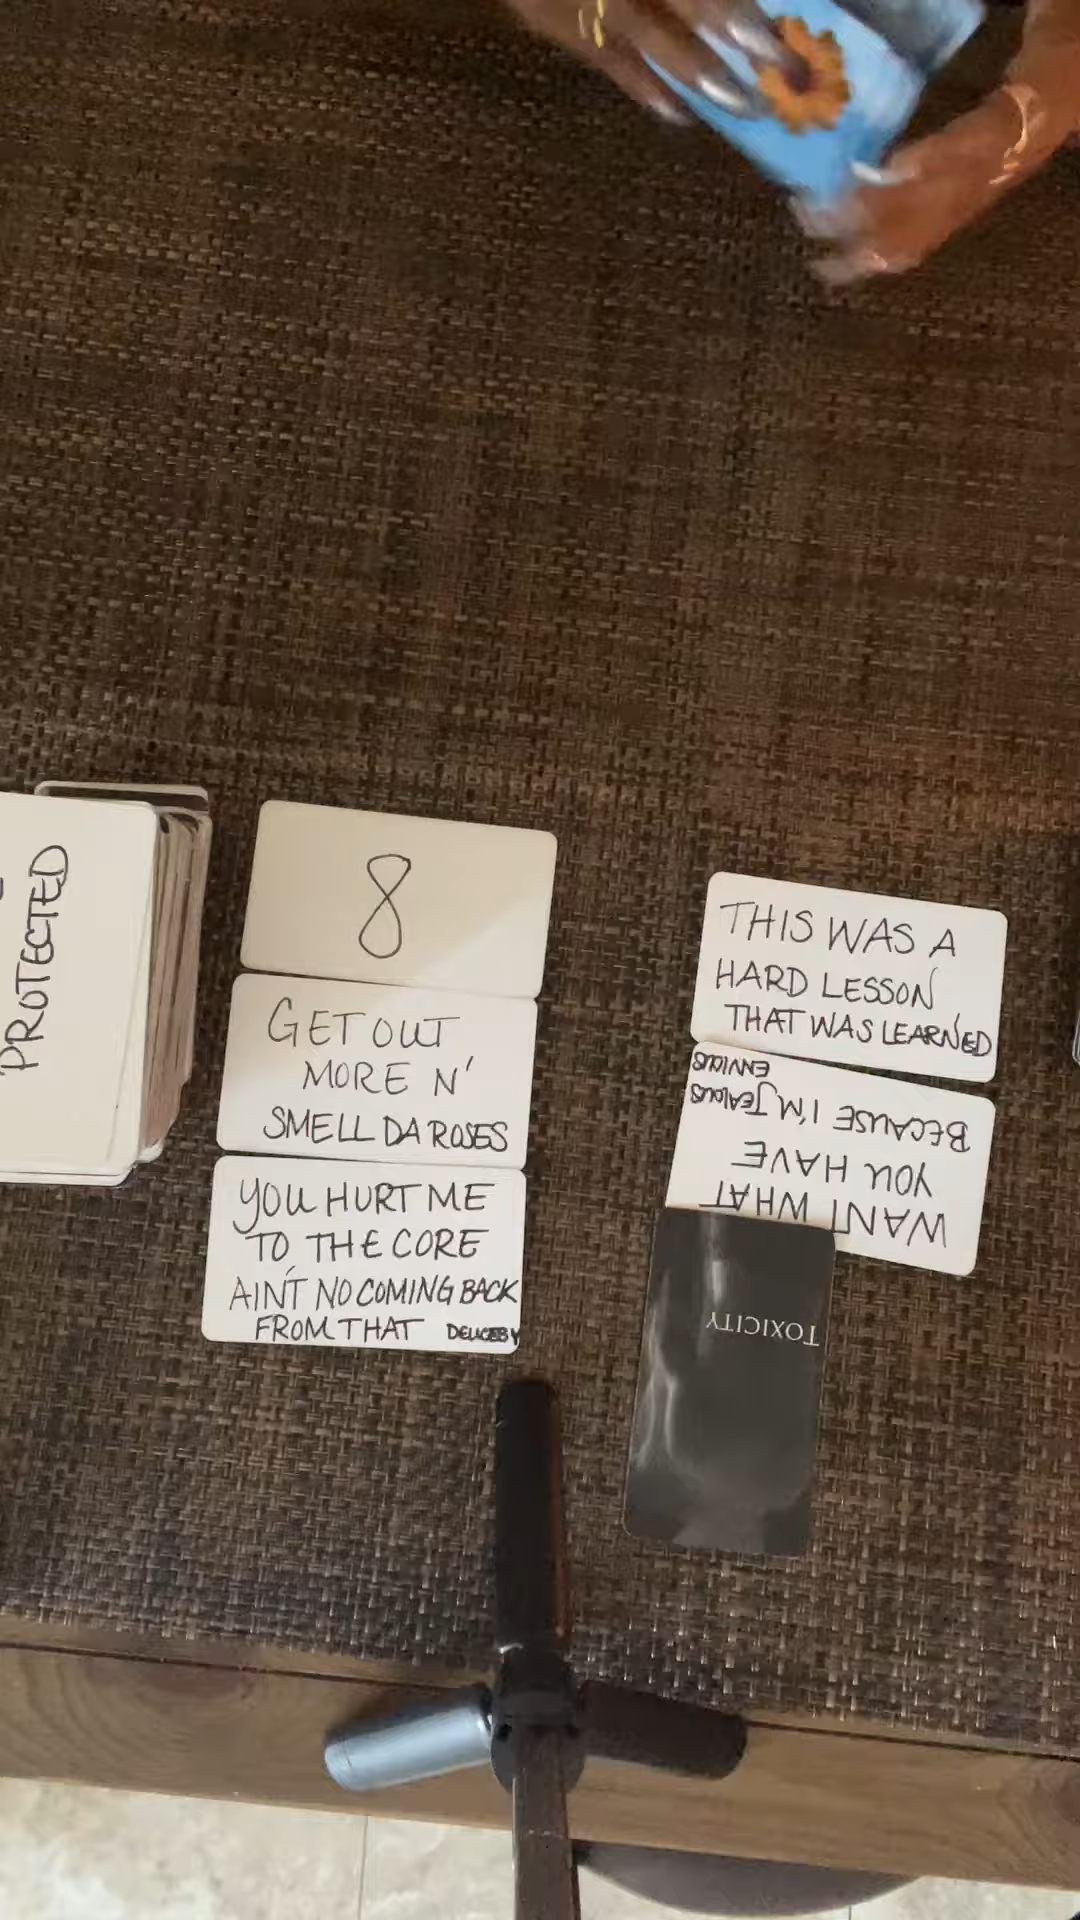 PROTECTED
8
GET OUT
MORE N'
SMELL DA ROSES
YOU HURT ME
TO THE CORE
AIN'T NO COMING BACK
FROM THAT
THIS WAS A
HARD LESSON
THAT WAS LEARNED
WANT WHAT
YOU HAVE
BECAUSE I'M JEALOUS
ENVIOUS
TOXICITY